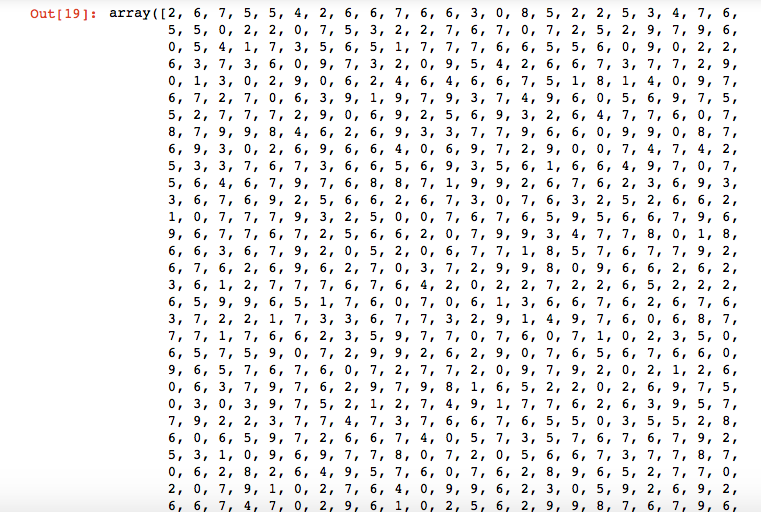 Out[19]: array([2, 6, 7, 5, 5, 4, 2, 6, 6, 7, 6, 6, 3, 0, 8, 5, 2, 2, 5, 3, 4, 7, 6,
5, 5, 0, 2, 2, 0, 7, 5, 3, 2, 2, 7, 6, 7, 0, 7, 2, 5, 2, 9, 7, 9, 6,
0, 5, 4, 1, 7, 3, 5, 6, 5, 1, 7, 7, 7, 6, 6, 5, 5, 6, 0, 9, 0, 2, 2,
6, 3, 7, 3, 6, 0, 9, 7, 3, 2, 0, 9, 5, 4, 2, 6, 6, 7, 3, 7, 7, 2, 9,
0, 1, 3, 0, 2, 9, 0, 6, 2, 4, 6, 4, 6, 6, 7, 5, 1, 8, 1, 4, 0, 9, 7,
6, 7, 2, 7, 0, 6, 3, 9, 1, 9, 7, 9, 3, 7, 4, 9, 6, 0, 5, 6, 9, 7, 5,
5, 2, 7, 7, 7, 2, 9, 0, 6, 9, 2, 5, 6, 9, 3, 2, 6, 4, 7, 7, 6, 0, 7,
8, 7, 9, 9, 8, 4, 6, 2, 6, 9, 3, 3, 7, 7, 9, 6, 6, 0, 9, 9, 0, 8, 7,
6, 9, 3, 0, 2, 6, 9, 6, 6, 4, 0, 6, 9, 7, 2, 9, 0, 0, 7, 4, 7, 4, 2,
5, 3, 3, 7, 6, 7, 3, 6, 6, 5, 6, 9, 3, 5, 6, 1, 6, 6, 4, 9, 7, 0, 7,
5, 6, 4, 6, 7, 9, 7, 6, 8, 8, 7, 1, 9, 9, 2, 6, 7, 6, 2, 3, 6, 9, 3,
3, 6, 7, 6, 9, 2, 5, 6, 6, 2, 6, 7, 3, 0, 7, 6, 3, 2, 5, 2, 6, 6, 2,
1, 0, 7, 7, 7, 9, 3, 2, 5, 0, 0, 7, 6, 7, 6, 5, 9, 5, 6, 6, 7, 9, 6,
9, 6, 7, 7, 6, 7, 2, 5, 6, 6, 2, 0, 7, 9, 9, 3, 4, 7, 7, 8, 0, 1, 8,
6, 6, 3, 6, 7, 9, 2, 0, 5, 2, 0, 6, 7, 7, 1, 8, 5, 7, 6, 7, 7, 9, 2,
6, 7, 6, 2, 6, 9, 6, 2, 7, 0, 3, 7, 2, 9, 9, 8, 0, 9, 6, 6, 2, 6, 2,
3, 6, 1, 2, 7, 7, 7, 6, 7, 6, 4, 2, 0, 2, 2, 7, 2, 2, 6, 5, 2, 2, 2,
6, 5, 9, 9, 6, 5, 1, 7, 6, 0, 7, 0, 6, 1, 3, 6, 6, 7, 6, 2, 6, 7, 6,
3, 7, 2, 2, 1, 7, 3, 3, 6, 7, 7, 3, 2, 9, 1, 4, 9, 7, 6, 0, 6, 8, 7,
7, 7, 1, 7, 6, 6, 2, 3, 5, 9, 7, 7, 0, 7, 6, 0, 7, 1, 0, 2, 3, 5, 0,
6, 5, 7, 5, 9, 0, 7, 2, 9, 9, 2, 6, 2, 9, 0, 7, 6, 5, 6, 7, 6, 6, 0,
9, 6, 5, 7, 6, 7, 6, 0, 7, 2, 7, 7, 2, 0, 9, 7, 9, 2, 0, 2, 1, 2, 6,
0, 6, 3, 7, 9, 7, 6, 2, 9, 7, 9, 8, 1, 6, 5, 2, 2, 0, 2, 6, 9, 7, 5,
0, 3, 0, 3, 9, 7, 5, 2, 1, 2, 7, 4, 9, 1, 7, 7, 6, 2, 6, 3, 9, 5, 7,
7, 9, 2, 2, 3, 7, 7, 4, 7, 3, 7, 6, 6, 7, 6, 5, 5, 0, 3, 5, 5, 2, 8,
6, 0, 6, 5, 9, 7, 2, 6, 6, 7, 4, 0, 5, 7, 3, 5, 7, 6, 7, 6, 7, 9, 2,
5, 3, 1, 0, 9, 6, 9, 7, 7, 8, 0, 7, 2, 0, 5, 6, 6, 7, 3, 7, 7, 8, 7,
0, 6, 2, 8, 2, 6, 4, 9, 5, 7, 6, 0, 7, 6, 2, 8, 9, 6, 5, 2, 7, 7, 0,
2, 0, 7, 9, 1, 0, 2, 7, 6, 4, 0, 9, 9, 6, 2, 3, 0, 5, 9, 2, 6, 9, 2,
6, 6, 7, 4, 7, 0, 2, 9, 6, 1, 0, 2, 5, 6, 2, 9, 9, 8, 7, 6, 7, 9, 6,